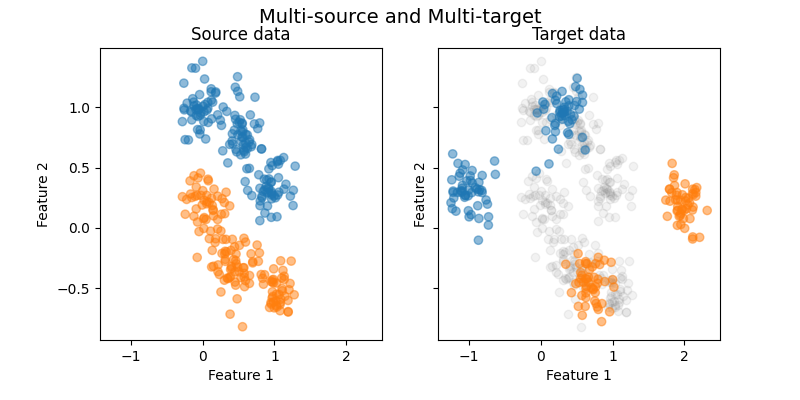 Multi-source and Multi-target
Source data
Target data
Feature 2
1.0
0.5
0.0
−0.5
−1
0
1
2
Feature 1
Feature 2
−1
0
1
2
Feature 1